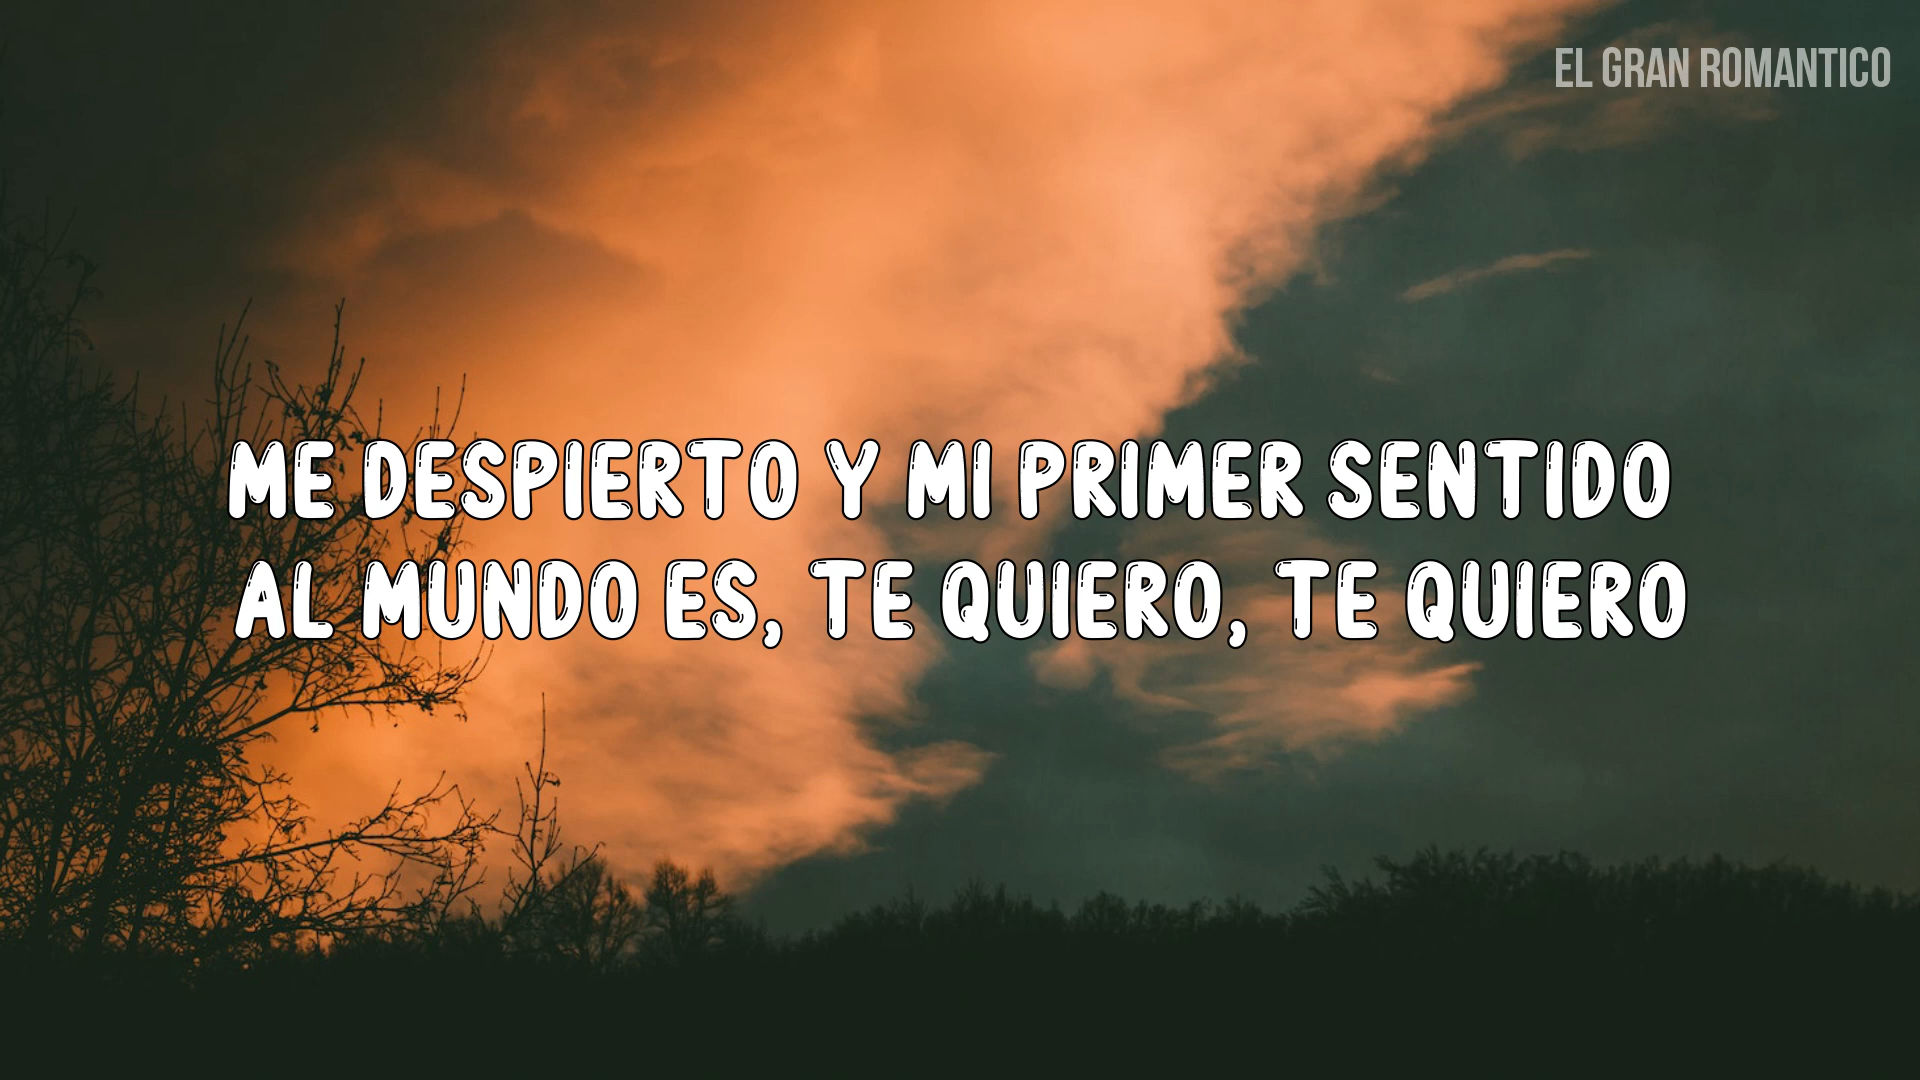 EL GRAN ROMANTICO
ME DESPIERTO Y MI PRIMER SENTIDO
AL MUNDO ES, TE QUIERO, TE QUIERO